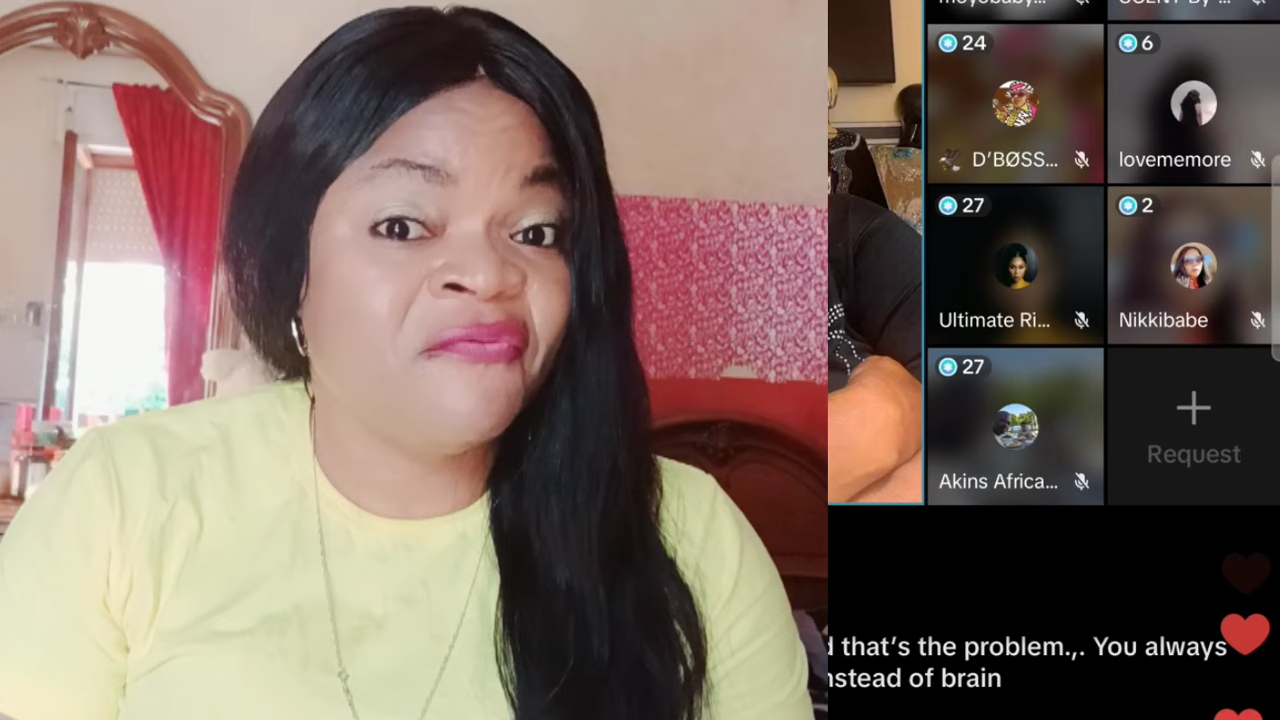 24
6
D'BØSS...
lovememore
27
2
Ultimate Ri...
Nikkibabe
27
Akins Africa...
Request
that's the problem.,. You always
instead of brain